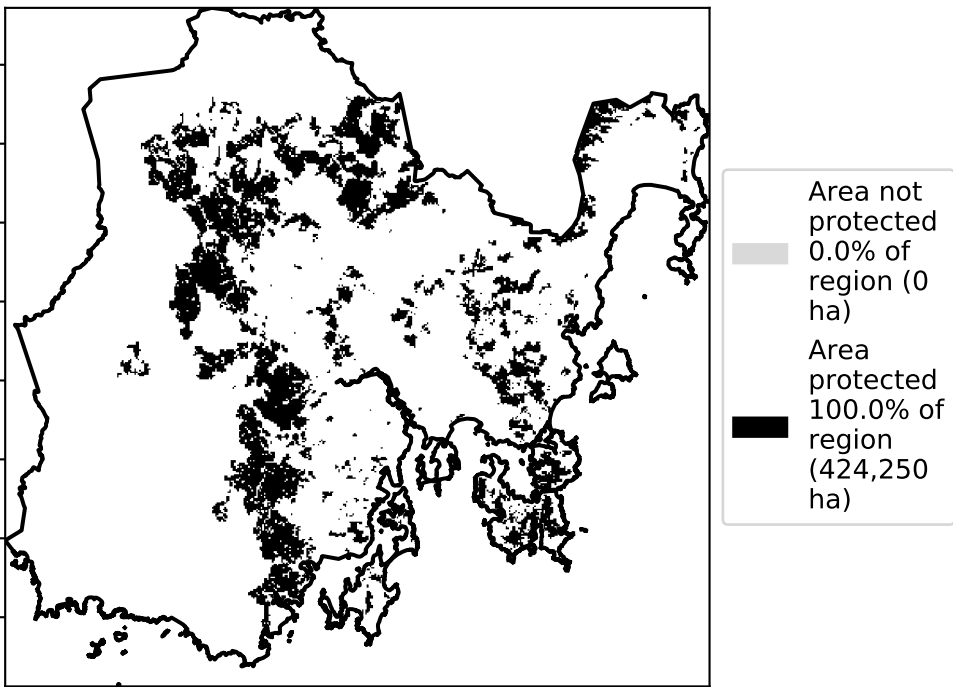 Area not
protected
0.0% of
region (0
ha)
Area
protected
100.0% of
region
(424,250
ha)